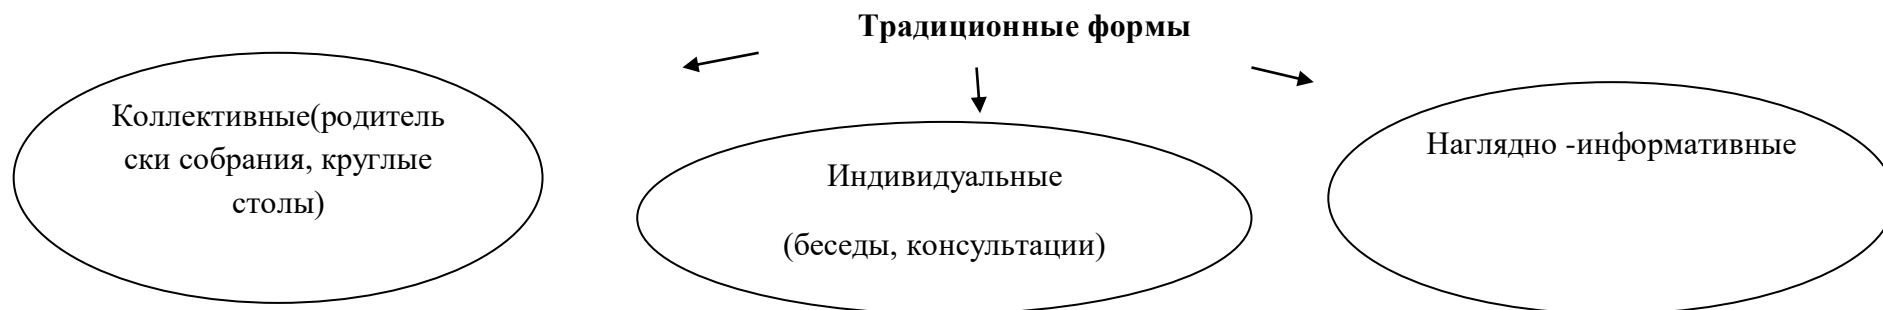 Традиционные формы
Коллективные(родитель
ски собрания, круглые
столы)
Индивидуальные
(беседы, консультации)
Наглядно -информативные